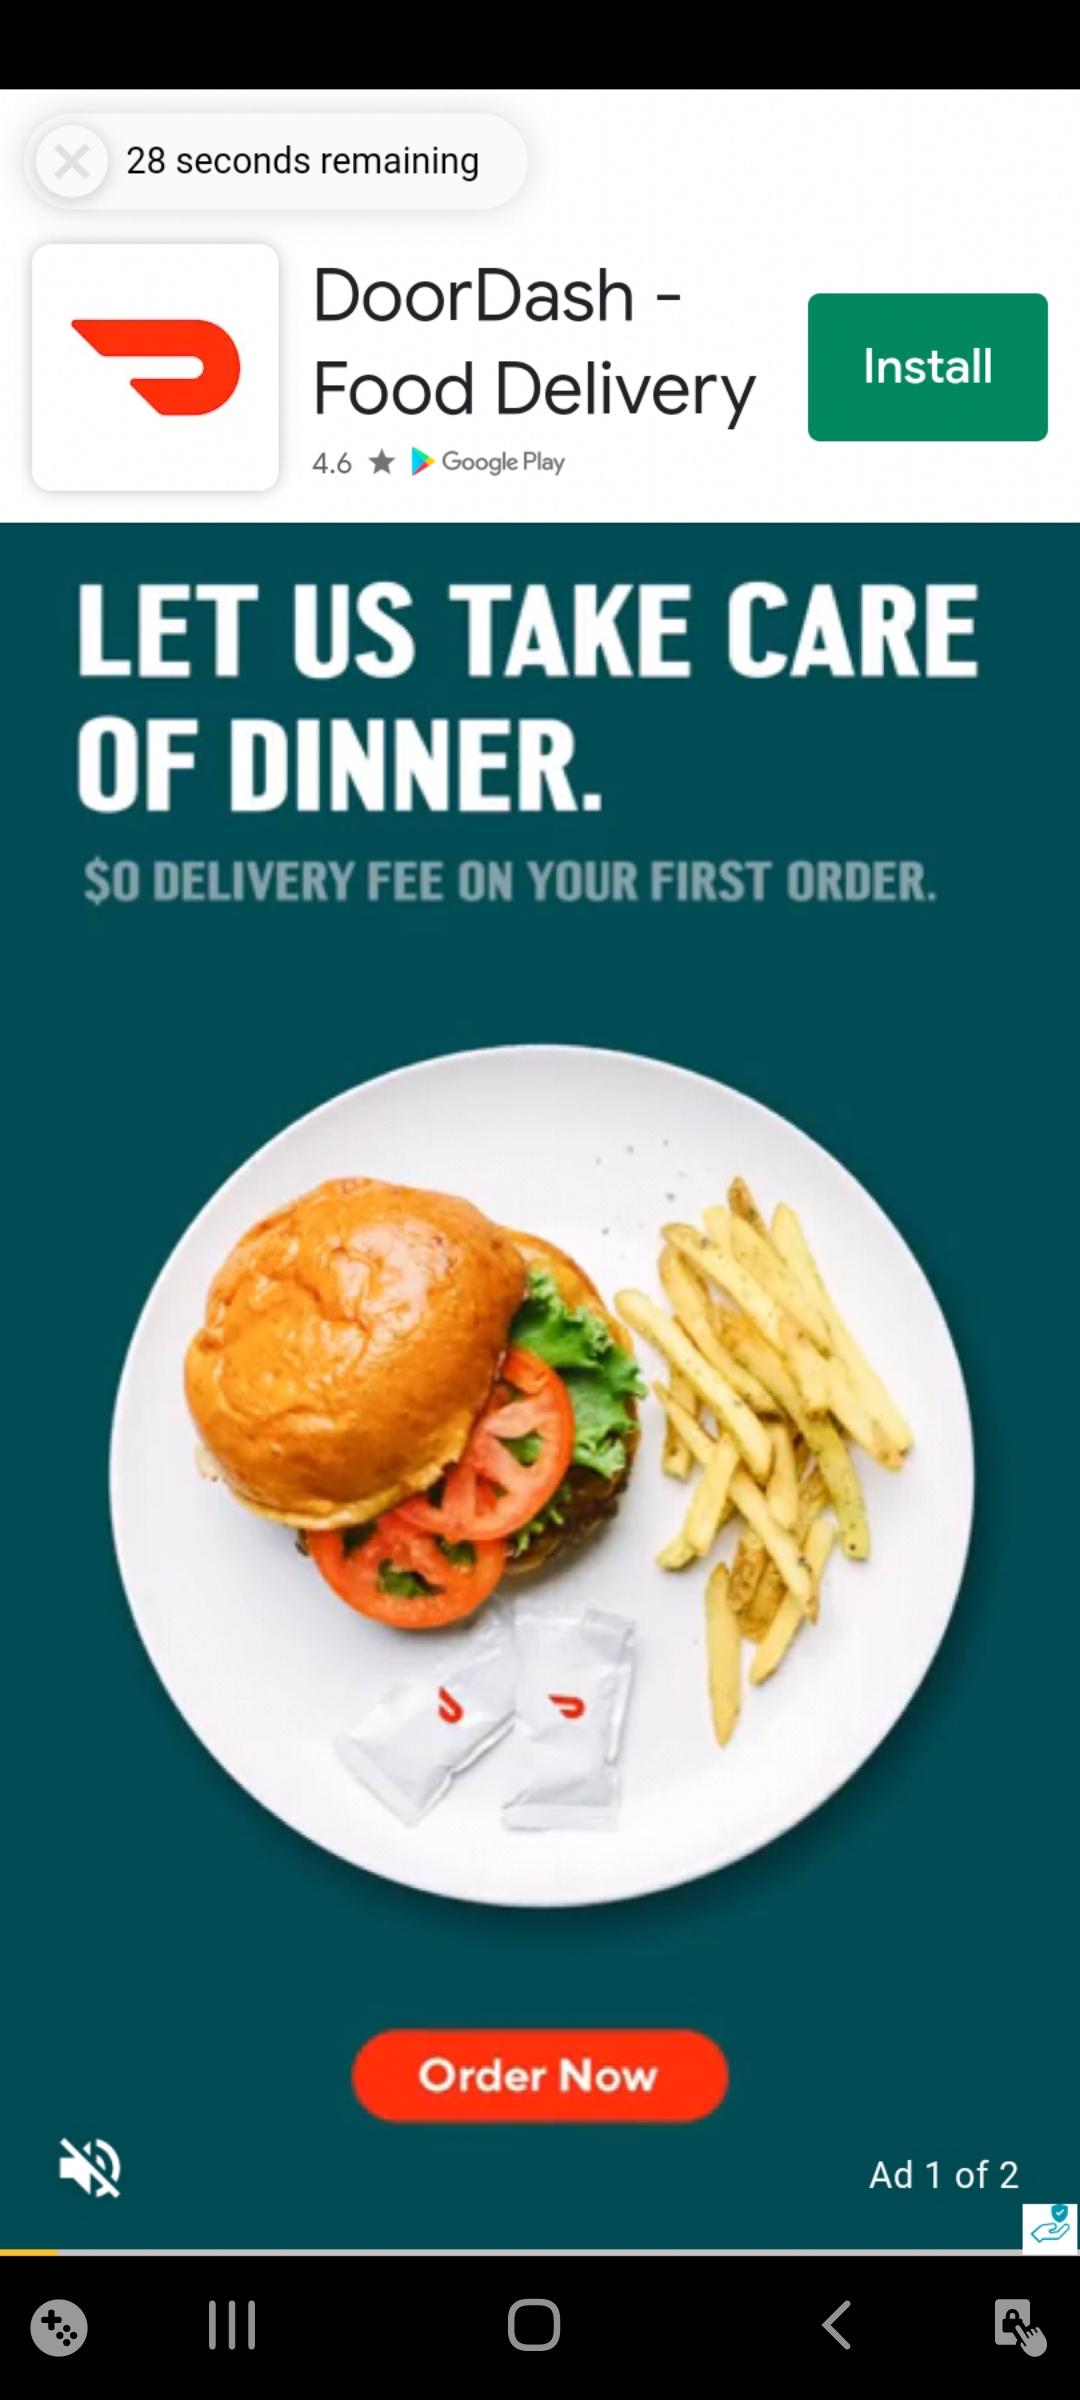 28 seconds remaining
DoorDash -
Food Delivery
Install
4.6 ★ Google Play
LET US TAKE CARE
OF DINNER.
$0 DELIVERY FEE ON YOUR FIRST ORDER.
Order Now
Ad 1 of 2